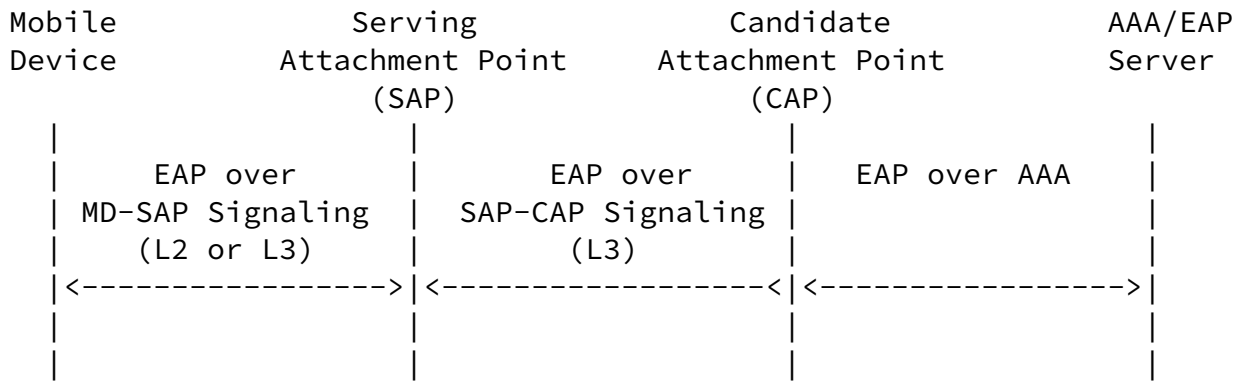 Mobile               Serving               Candidate            AAA/EAP
Device         Attachment Point     Attachment Point         Server
                    (SAP)                (CAP)
  |                   |                    |                   |
  |     EAP over      |      EAP over      |   EAP over AAA    |
  | MD-SAP Signaling  |  SAP-CAP Signaling |                   |
  |    (L2 or L3)     |        (L3)        |                   |
  |<----------------->|<------------------<|<----------------->|
  |                   |                    |                   |
  |                   |                    |                   |